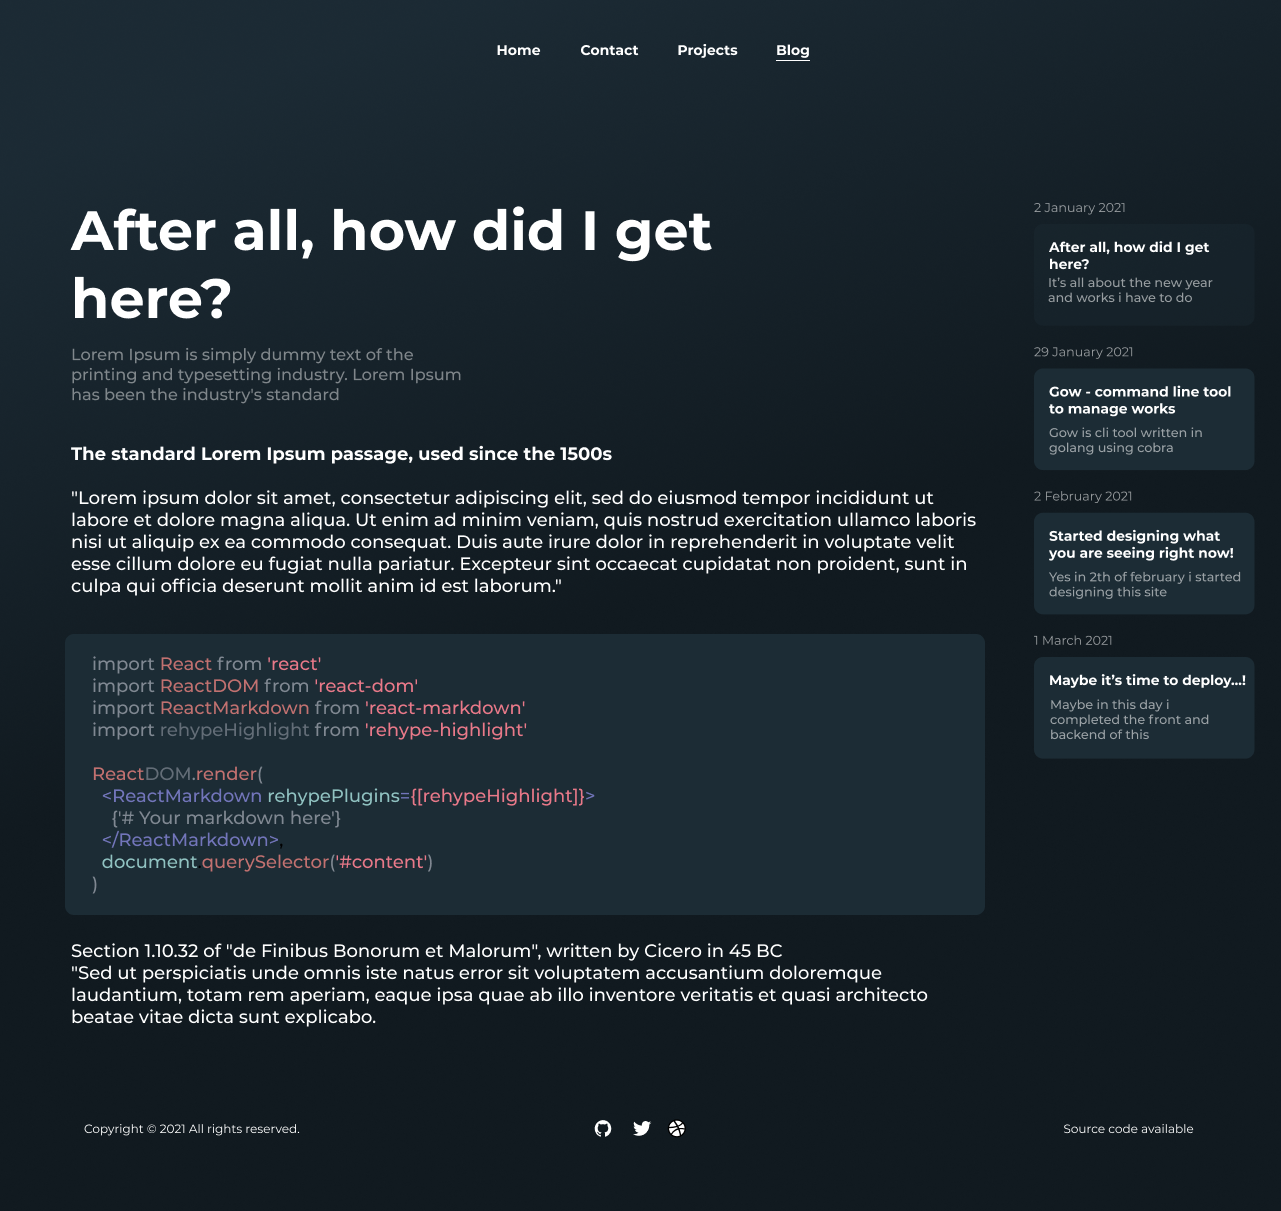 Home
Contact
Projects
Blog
After all, how did I get
here?
Lorem Ipsum is simply dummy text of the
printing and typesetting industry. Lorem Ipsum
has been the industry's standard
The standard Lorem Ipsum passage, used since the 1500s
"Lorem ipsum dolor sit amet, consectetur adipiscing elit, sed do eiusmod tempor incididunt ut
labore et dolore magna aliqua. Ut enim ad minim veniam, quis nostrud exercitation ullamco laboris
nisi ut aliquip ex ea commodo consequat. Duis aute irure dolor in reprehenderit in voluptate velit
esse cillum dolore eu fugiat nulla pariatur. Excepteur sint occaecat cupidatat non proident, sunt in
culpa qui officia deserunt mollit anim id est laborum."
import React from 'react'
import ReactDOM from 'react-dom'
import ReactMarkdown from 'react-markdown'
import rehypeHighlight from 'rehype-highlight'
ReactDOM.render(
<ReactMarkdown rehypePlugins={[rehypeHighlight]}>
{'# Your markdown here'}
</ReactMarkdown>,
document.querySelector('#content')
)
Section 1.10.32 of "de Finibus Bonorum et Malorum", written by Cicero in 45 BC
"Sed ut perspiciatis unde omnis iste natus error sit voluptatem accusantium doloremque
laudantium, totam rem aperiam, eaque ipsa quae ab illo inventore veritatis et quasi architecto
beatae vitae dicta sunt explicabo.
2 January 2021
After all, how did I get
here?
It's all about the new year
and works i have to do
29 January 2021
Gow - command line tool
to manage works
Gow is cli tool written in
golang using cobra
2 February 2021
Started designing what
you are seeing right now!
Yes in 2th of february i started
designing this site
1 March 2021
Maybe it’s time to deploy...!
Maybe in this day i
completed the front and
backend of this
Copyright © 2021 All rights reserved.
Source code available